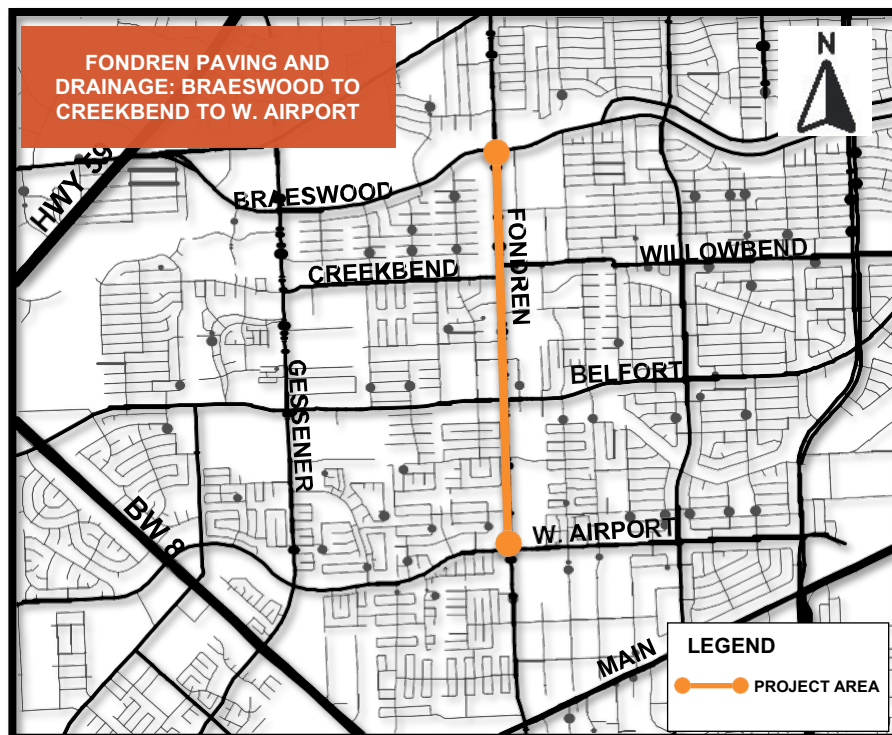 FONDREN PAVING AND
DRAINAGE: BRAESWOOD TO
CREEKBEND TO W. AIRPORT
N
HWY 59
BRAESWOOD
FONDREN
WILLOWBEND
CREEKBEND
BELFORT
GESSENER
BW 8
W. AIRPORT
MAIN
LEGEND
PROJECT AREA